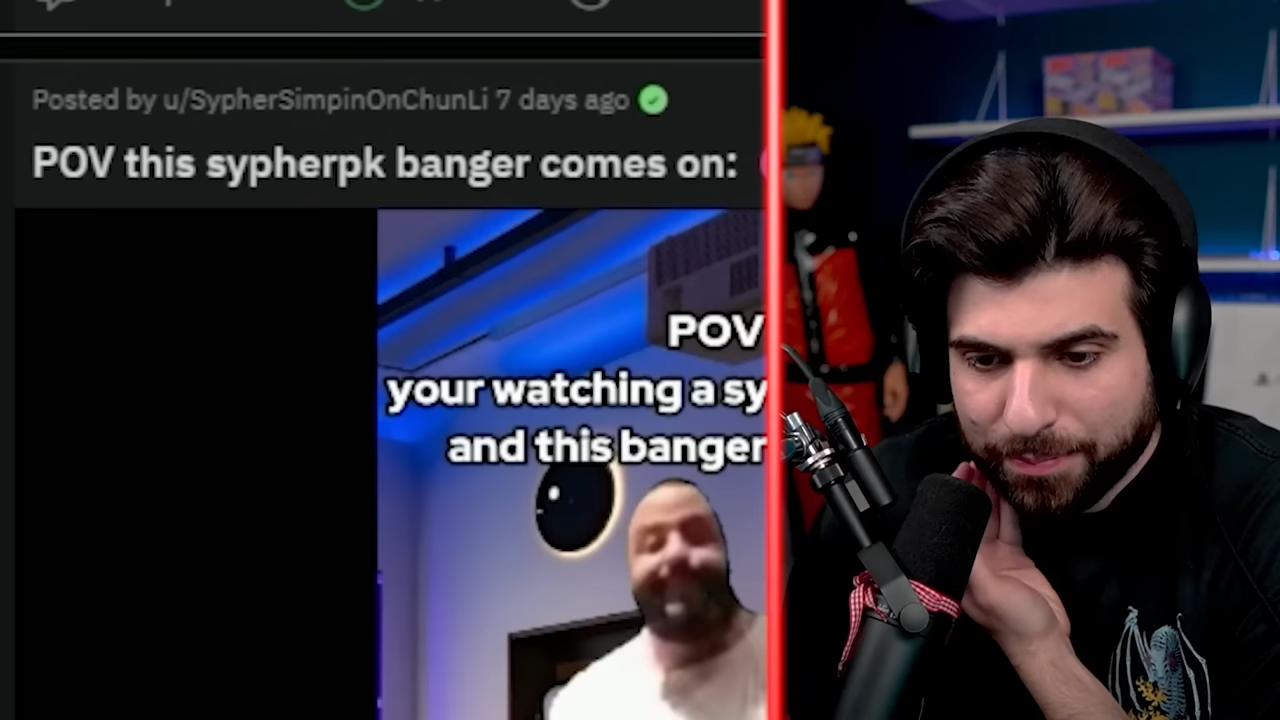 Posted by u/SypherSimpinOnChunLi 7 days ago
POV this sypherpk banger comes on:
POV
your watching a sy
and this banger